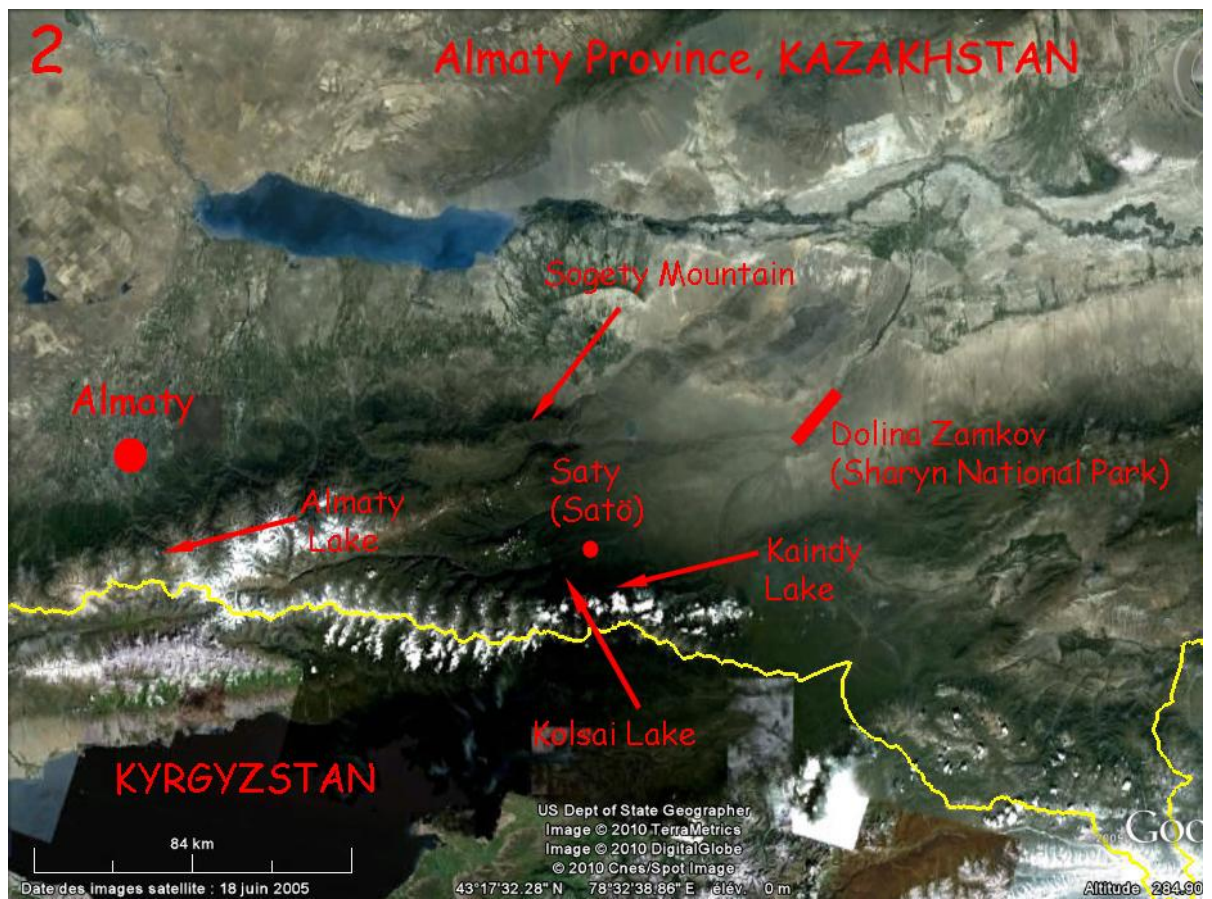 2
Almaty Province, KAZAKHSTAN
Sogety Mountain
Almaty
Dolina Zamkov
(Sharyn National Park)
Saty
(Satö)
Almaty
Lake
Kaindy
Lake
Kolsai Lake
KYRGYZSTAN
US Dept of State Geographer
Image © 2010 TerraMetrics
Image © 2010 DigitalGlobe
© 2010 Cnes/Spot Image
84 km
2005 Goo
Date des images satellite : 18 juin 2005
43°17'32.28" N 78°32'38.86" E élév. 0 m
Altitude 284.90